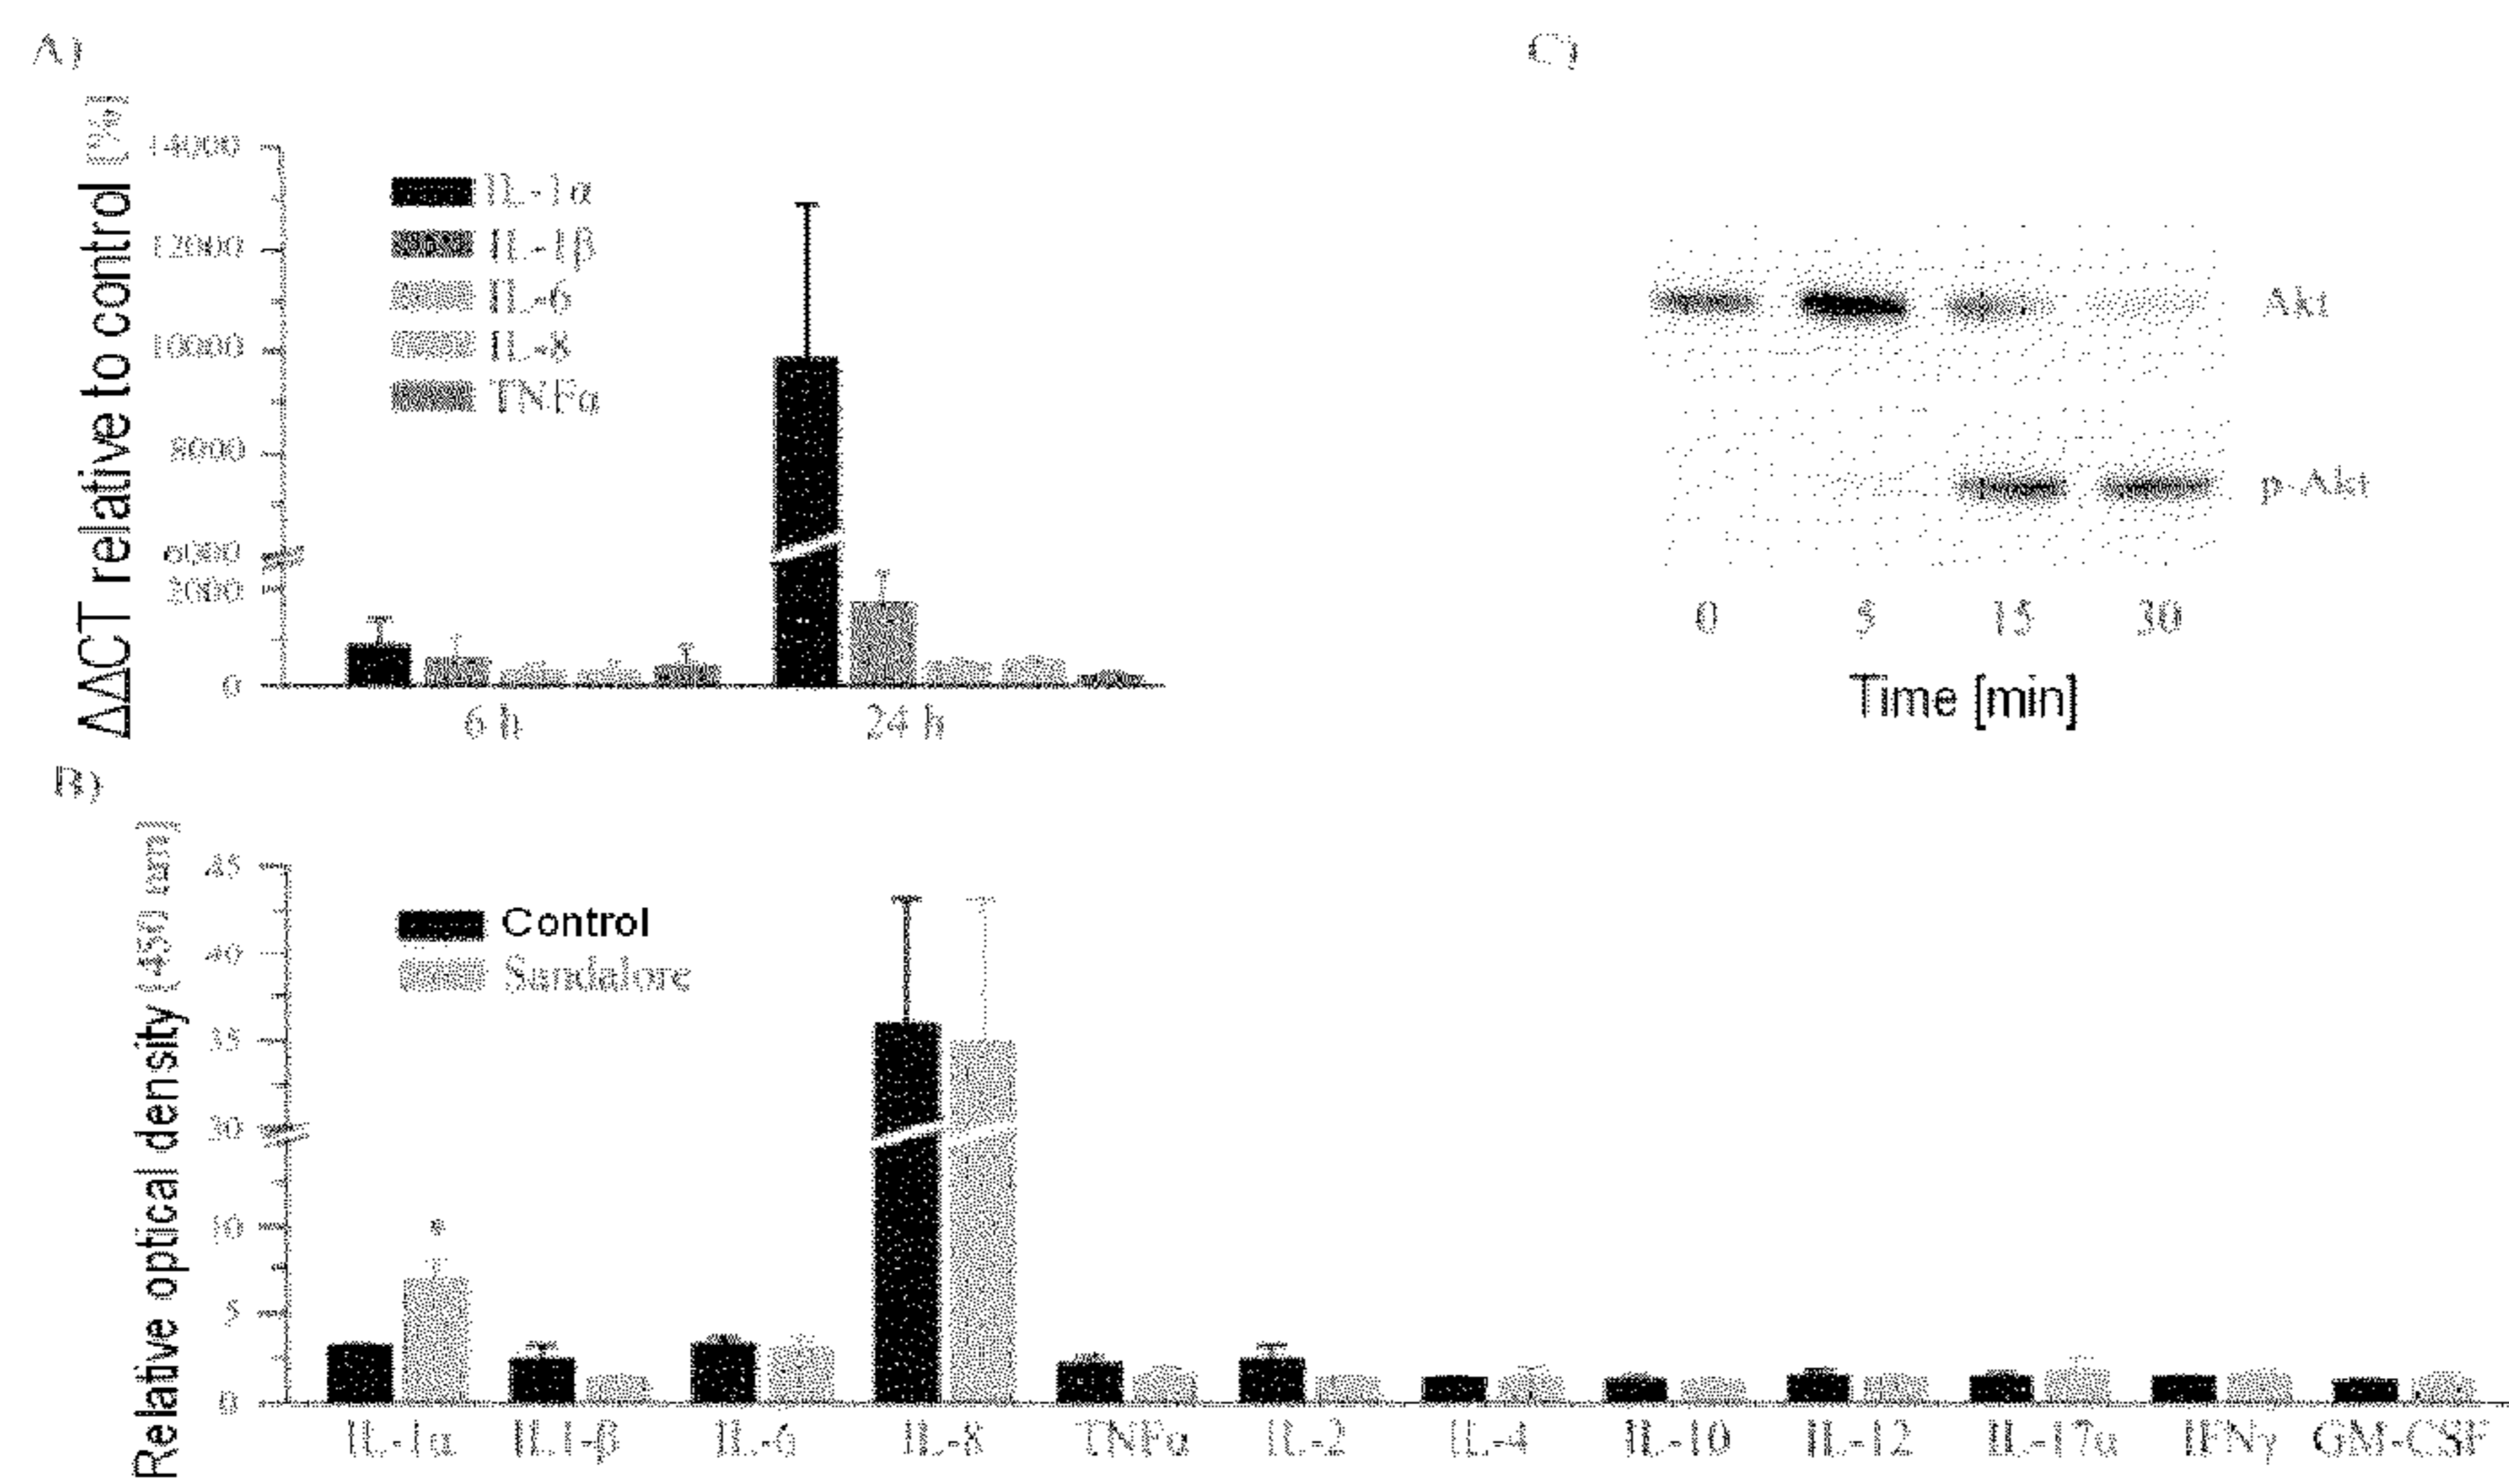 A)
ΔΔCT relative to control [%]
14000
12000
10000
8000
6000
2000
0
IL-1α
IL-1β
IL-6
IL-8
TNFα
6 h
24 h
C)
Akt
p-Akt
0 5 15 30
Time [min]
B)
Relative optical density [450 nm]
45
40
35
30
10
5
0
Control
Sandalore
*
IL-1α IL1-β IL-6 IL-8 TNFα IL-2 IL-4 IL-10 IL-12 IL-17α IFNγ GM-CSF